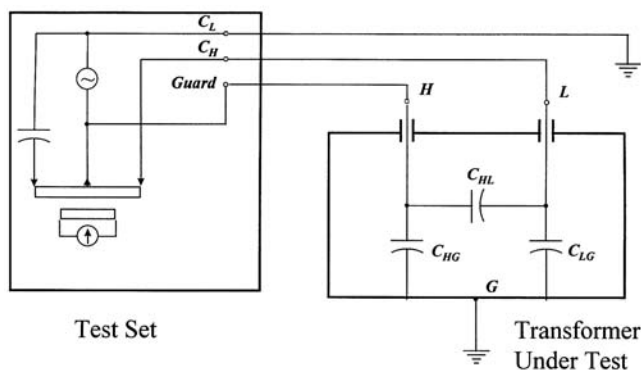 C_L
C_H
Guard
H
L
C_HL
C_HG
C_LG
G
Test Set
Transformer
Under Test